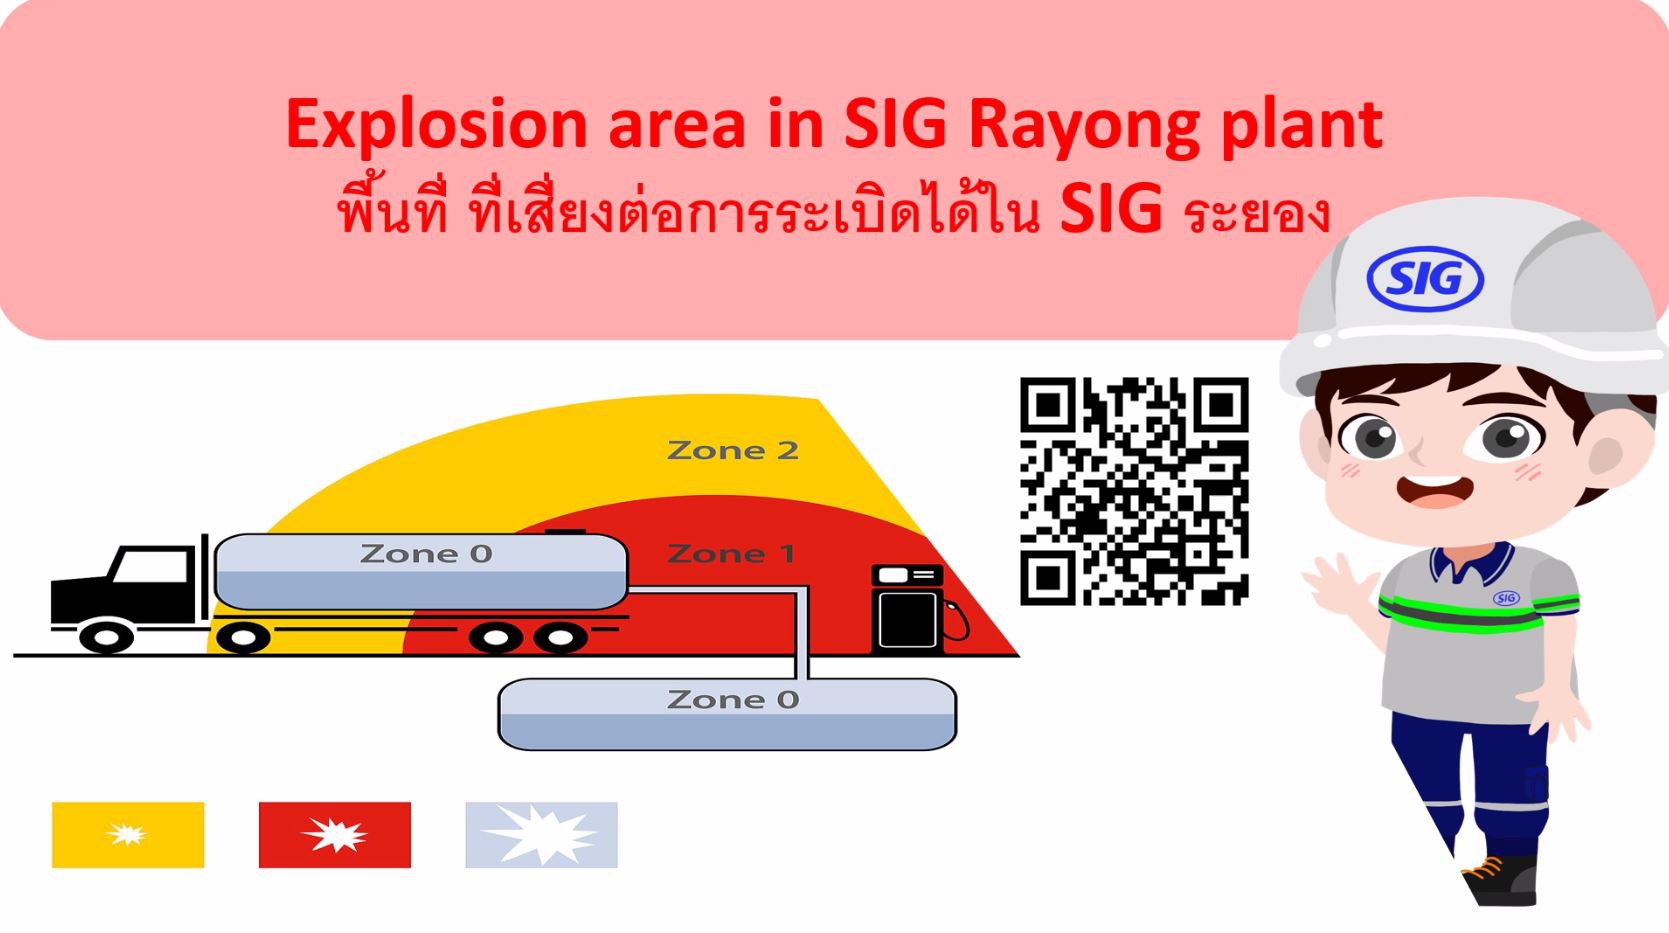 Explosion area in SIG Rayong plant
พื้นที่ ที่เสี่ยงต่อการระเบิดได้ใน SIG ระยอง
SIG
Zone 2
Zone 0
Zone 1
SIG
Zone 0